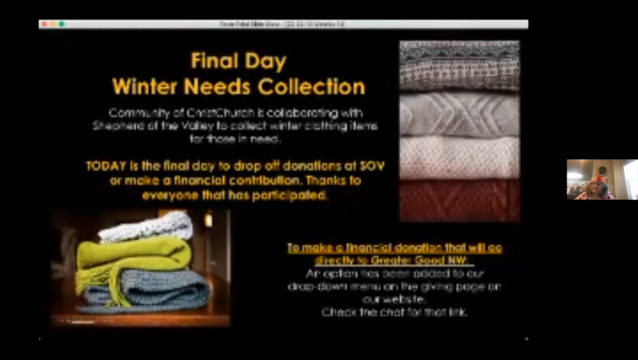 Final Day
Winter Needs Collection
Community of ChristChurch is collaborating with
Shepherd of the Valley to collect winter clothing items
for those in need.
TODAY is the final day to drop off donations at SOV
or make a financial contribution. Thanks to
everyone that has participated.
To make a financial donation that will go
directly to Greater Good NW.
An option has been added to our
drop-down menu on the giving page on
our website.
Check the chat for that link.